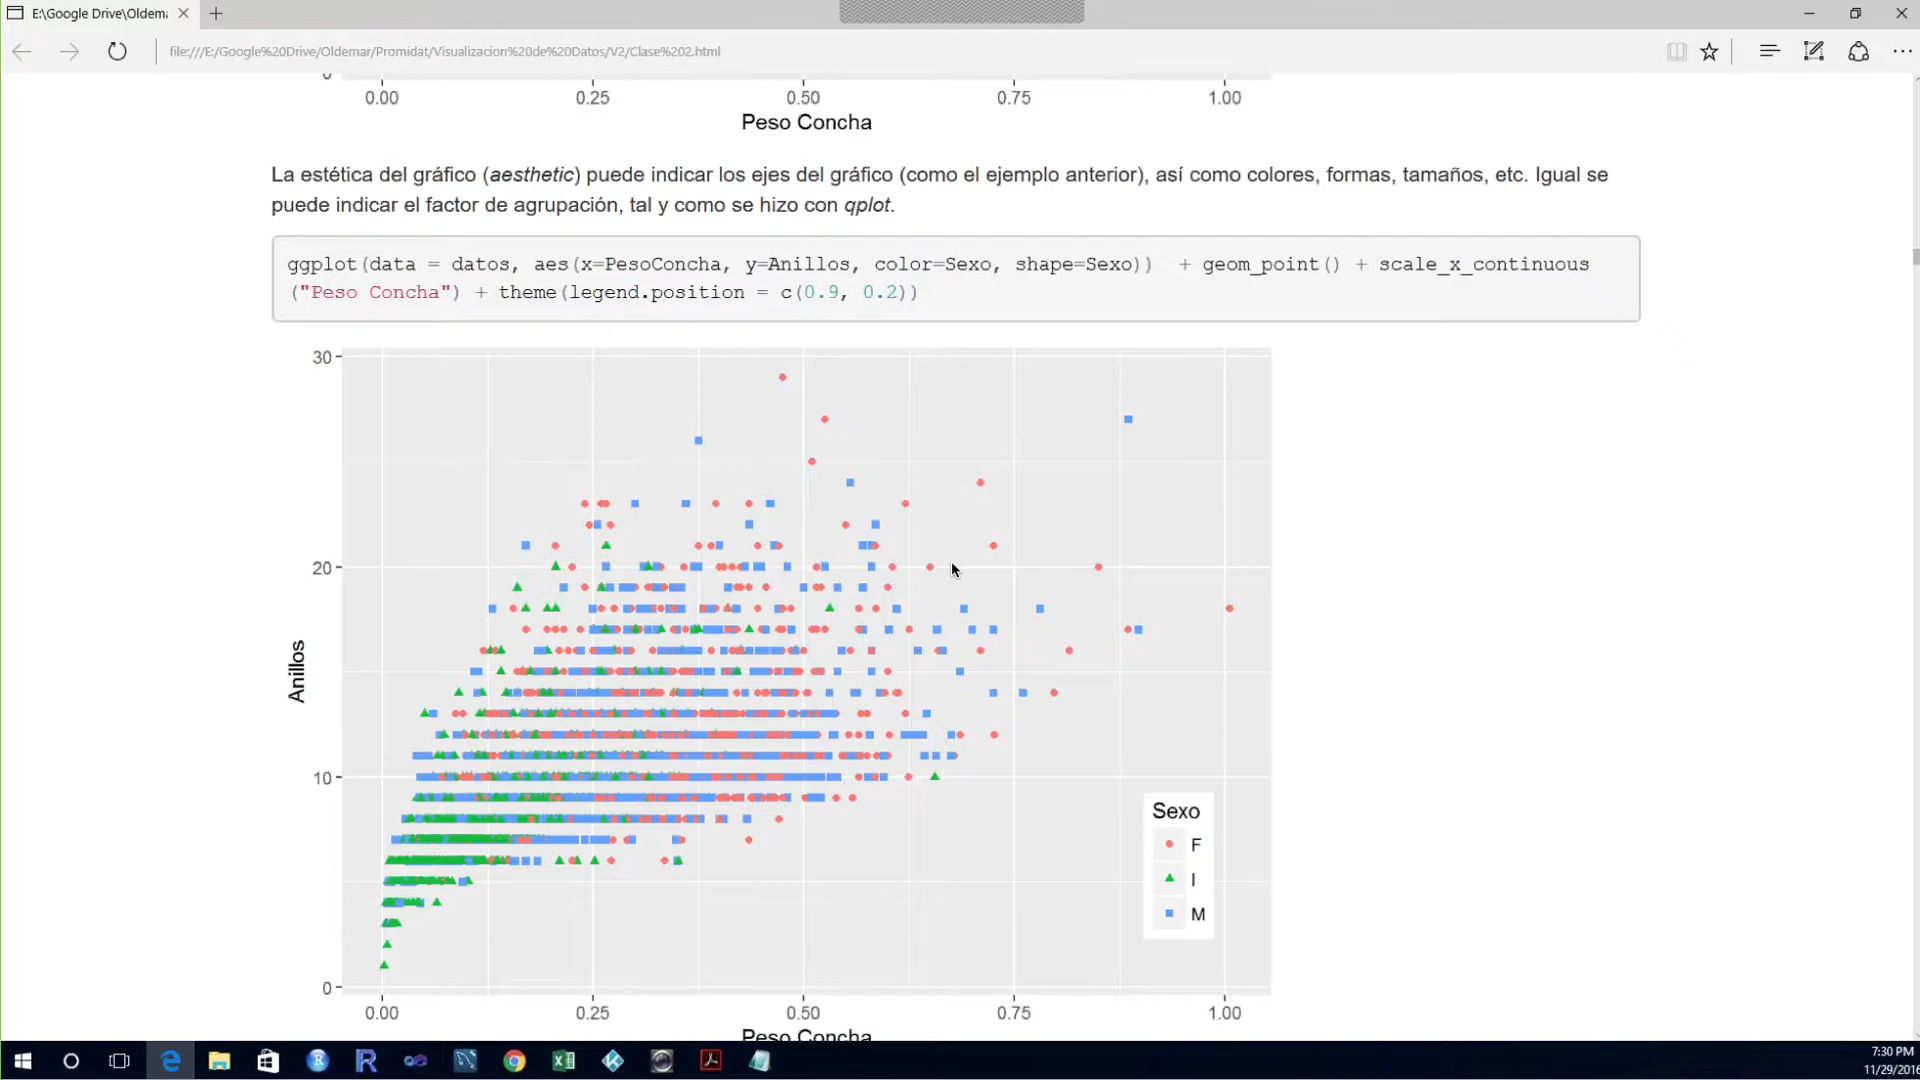 E:\Google Drive\Oldema
file:///E:/Google%20Drive/Oldemar/Promidat/Visualizacion%20de%20Datos/V2/Clase%202.html
0
0.00 0.25 0.50 0.75 1.00
Peso Concha
La estética del gráfico (aesthetic) puede indicar los ejes del gráfico (como el ejemplo anterior), así como colores, formas, tamaños, etc. Igual se
puede indicar el factor de agrupación, tal y como se hizo con qplot.
ggplot(data = datos, aes(x=PesoConcha, y=Anillos, color=Sexo, shape=Sexo)) + geom_point() + scale_x_continuous
("Peso Concha") + theme(legend.position = c(0.9, 0.2))
30
20
Anillos
10
Sexo
F
I
M
0
0.00 0.25 0.50 0.75 1.00
Peso Concha
7:30 PM
11/29/2016